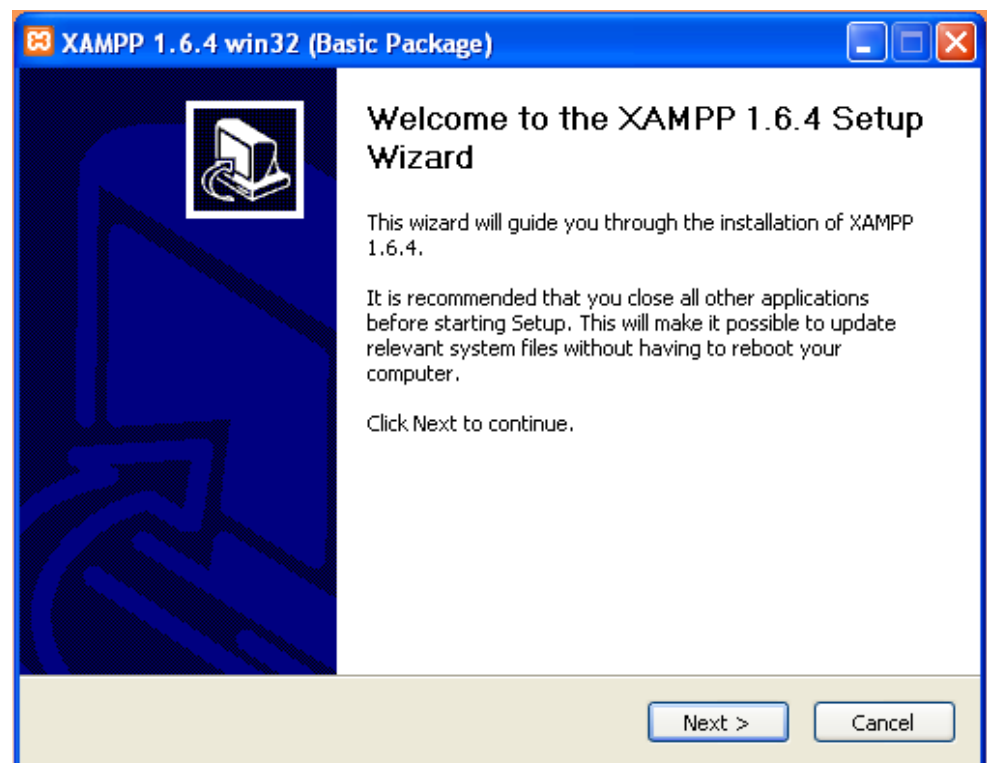 XAMPP 1.6.4 win32 (Basic Package)
Welcome to the XAMPP 1.6.4 Setup
Wizard
This wizard will guide you through the installation of XAMPP
1.6.4.
It is recommended that you close all other applications
before starting Setup. This will make it possible to update
relevant system files without having to reboot your
computer.
Click Next to continue.
Next >
Cancel